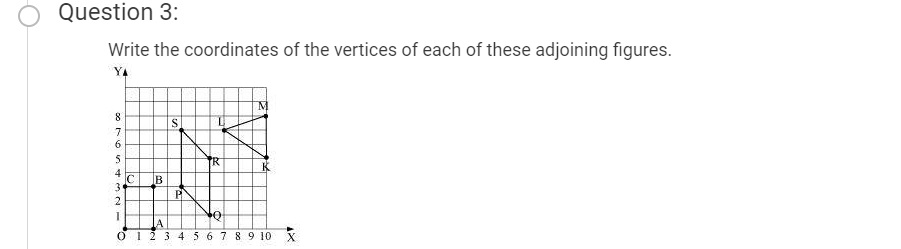 Question 3:
Write the coordinates of the vertices of each of these adjoining figures.
Y
M
8
S
L
7
6
5
R
K
4
C
B
3
P
2
1
Q
A
O 1 2 3 4 5 6 7 8 9 10 X